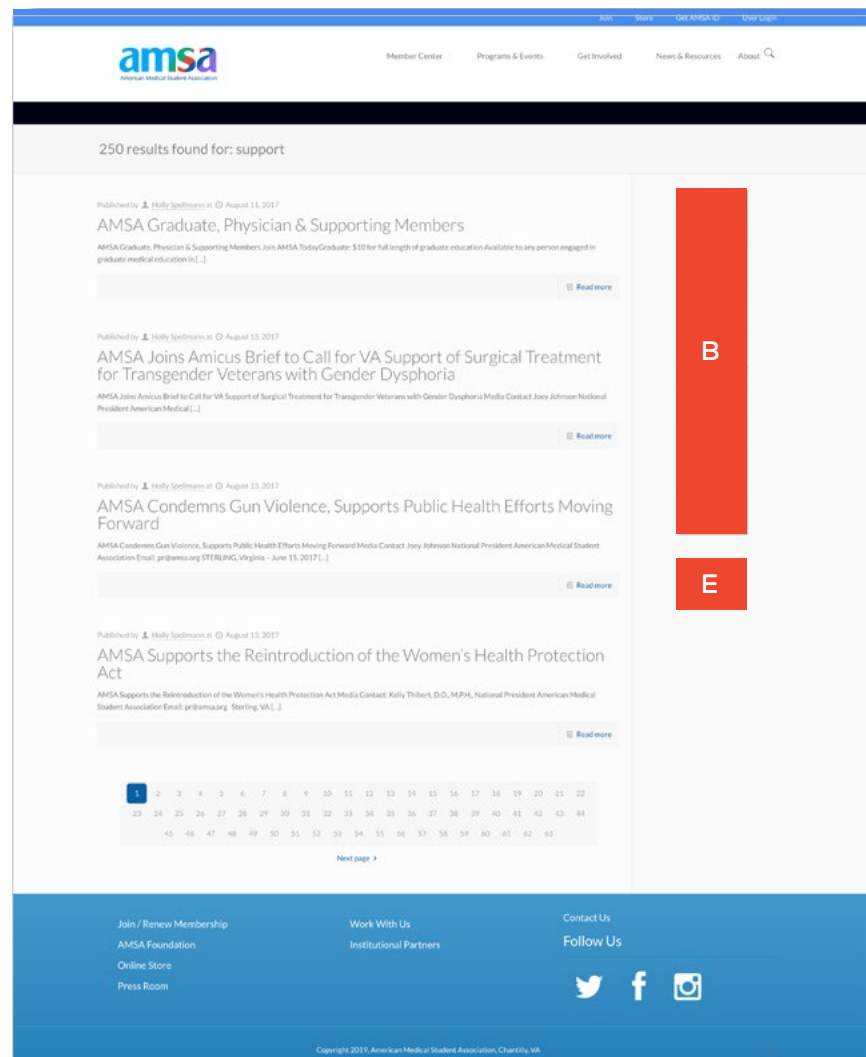 Join Store Get AMSA ID User Login
amsa
American Medical Student Association
Member Center Programs & Events Get Involved News & Resources About
250 results found for: support
Published by Holly Spellmann at August 11, 2017
AMSA Graduate, Physician & Supporting Members
AMSA Graduate, Physician & Supporting Members Join AMSA TodayGraduate: $10 for full length of graduate education Available to any person engaged in
graduate medical education in [...]
Read more
Published by Holly Spellmann at August 13, 2017
AMSA Joins Amicus Brief to Call for VA Support of Surgical Treatment
for Transgender Veterans with Gender Dysphoria
AMSA Joins Amicus Brief to Call for VA Support of Surgical Treatment for Transgender Veterans with Gender Dysphoria Media Contact Joey Johnson National
President American Medical [...]
Read more
B
Published by Holly Spellmann at August 13, 2017
AMSA Condemns Gun Violence, Supports Public Health Efforts Moving
Forward
AMSA Condemns Gun Violence, Supports Public Health Efforts Moving Forward Media Contact Joey Johnson National President American Medical Student
Association Email: pr@amsa.org STERLING, Virginia – June 15, 2017 [...]
Read more
E
Published by Holly Spellmann at August 13, 2017
AMSA Supports the Reintroduction of the Women's Health Protection
Act
AMSA Supports the Reintroduction of the Women's Health Protection Act Media Contact: Kelly Thibert, D.O., M.P.H., National President American Medical
Student Association Email: pr@amsa.org Sterling, VA [...]
Read more
1 2 3 4 5 6 7 8 9 10 11 12 13 14 15 16 17 18 19 20 21 22
23 24 25 26 27 28 29 30 31 32 33 34 35 36 37 38 39 40 41 42 43 44
45 46 47 48 49 50 51 52 53 54 55 56 57 58 59 60 61 62 63
Next page
Join / Renew Membership
AMSA Foundation
Online Store
Press Room
Work With Us
Institutional Partners
Contact Us
Follow Us
Copyright 2019, American Medical Student Association, Chantilly, VA